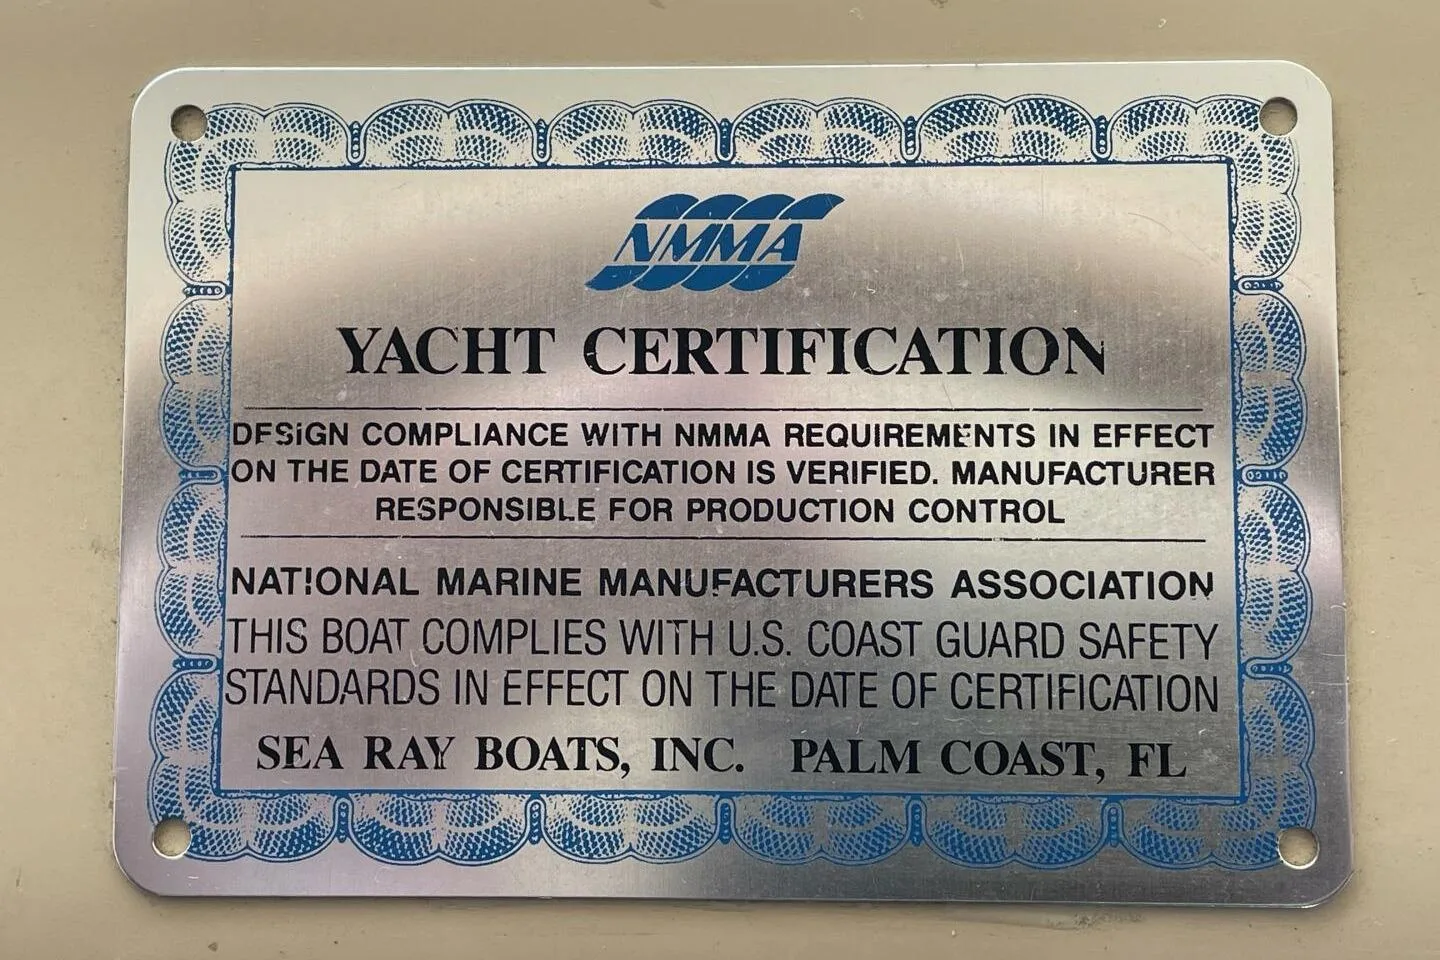 NMMA
YACHT CERTIFICATION
DESIGN COMPLIANCE WITH NMMA REQUIREMENTS IN EFFECT
ON THE DATE OF CERTIFICATION IS VERIFIED. MANUFACTURER
RESPONSIBLE FOR PRODUCTION CONTROL
NATIONAL MARINE MANUFACTURERS ASSOCIATION
THIS BOAT COMPLIES WITH U.S. COAST GUARD SAFETY
STANDARDS IN EFFECT ON THE DATE OF CERTIFICATION
SEA RAY BOATS, INC. PALM COAST, FL